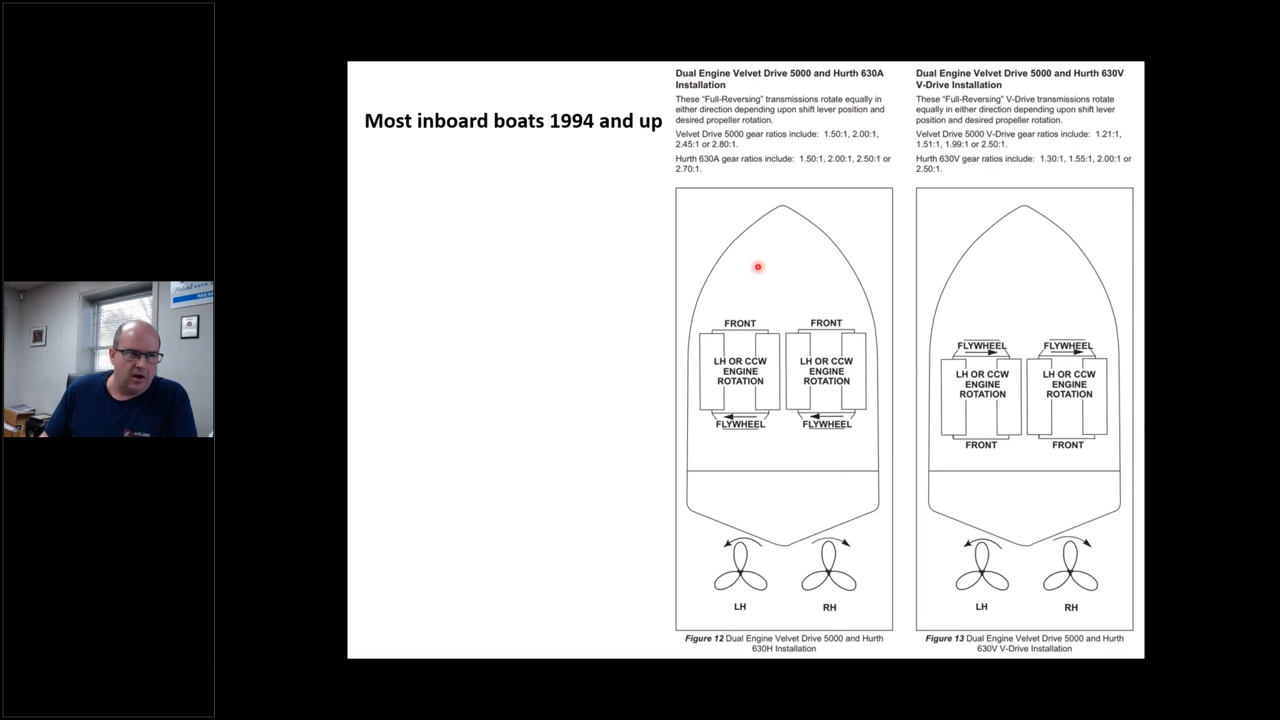 Most inboard boats 1994 and up
Dual Engine Velvet Drive 5000 and Hurth 630A
Installation
These “Full-Reversing” transmissions rotate equally in
either direction depending upon shift lever position and
desired propeller rotation.
Velvet Drive 5000 gear ratios include: 1.50:1, 2.00:1,
2.45:1 or 2.80:1.
Hurth 630A gear ratios include: 1.50:1, 2.00:1, 2.50:1 or
2.70:1.
FRONT
FRONT
LH OR CCW
ENGINE
ROTATION
LH OR CCW
ENGINE
ROTATION
FLYWHEEL
FLYWHEEL
LH
RH
Figure 12 Dual Engine Velvet Drive 5000 and Hurth
630H Installation
Dual Engine Velvet Drive 5000 and Hurth 630V
V-Drive Installation
These “Full-Reversing” V-Drive transmissions rotate
equally in either direction depending upon shift lever
position and desired propeller rotation.
Velvet Drive 5000 V-Drive gear ratios include: 1.21:1,
1.51:1, 1.99:1 or 2.50:1.
Hurth 630V gear ratios include: 1.30:1, 1.55:1, 2.00:1 or
2.50:1.
FLYWHEEL
FLYWHEEL
LH OR CCW
ENGINE
ROTATION
LH OR CCW
ENGINE
ROTATION
FRONT
FRONT
LH
RH
Figure 13 Dual Engine Velvet Drive 5000 and Hurth
630V V-Drive Installation